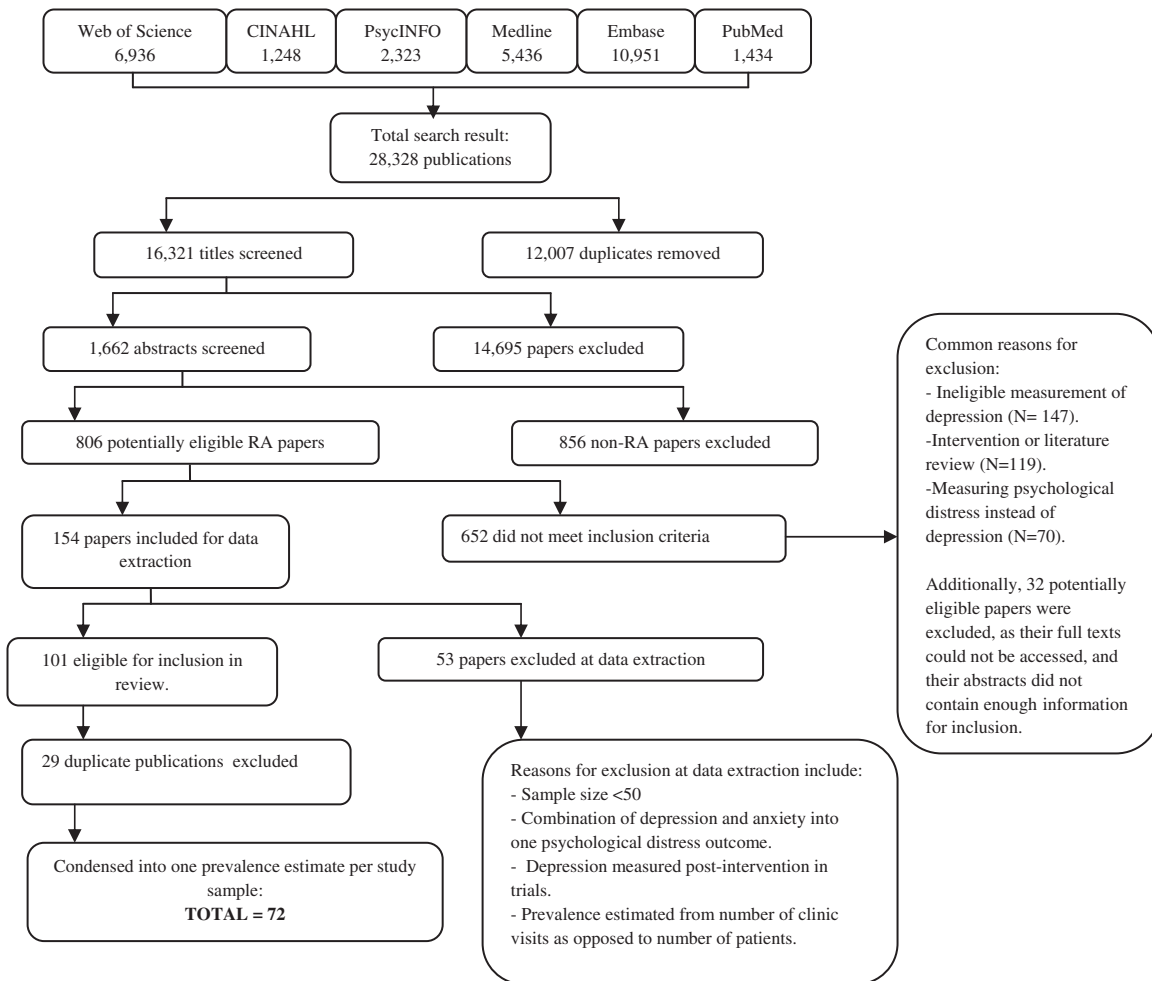 Web of Science
6,936
CINAHL
1,248
PsycINFO
2,323
Medline
5,436
Embase
10,951
PubMed
1,434
Total search result:
28,328 publications
16,321 titles screened
12,007 duplicates removed
1,662 abstracts screened
14,695 papers excluded
806 potentially eligible RA papers
856 non-RA papers excluded
154 papers included for data
extraction
652 did not meet inclusion criteria
Common reasons for
exclusion:
- Ineligible measurement of
depression (N= 147).
-Intervention or literature
review (N=119).
-Measuring psychological
distress instead of
depression (N=70).
Additionally, 32 potentially
eligible papers were
excluded, as their full texts
could not be accessed, and
their abstracts did not
contain enough information
for inclusion.
101 eligible for inclusion in
review.
53 papers excluded at data extraction
29 duplicate publications excluded
Reasons for exclusion at data extraction include:
- Sample size <50
- Combination of depression and anxiety into
one psychological distress outcome.
- Depression measured post-intervention in
trials.
- Prevalence estimated from number of clinic
visits as opposed to number of patients.
Condensed into one prevalence estimate per study
sample:
TOTAL = 72